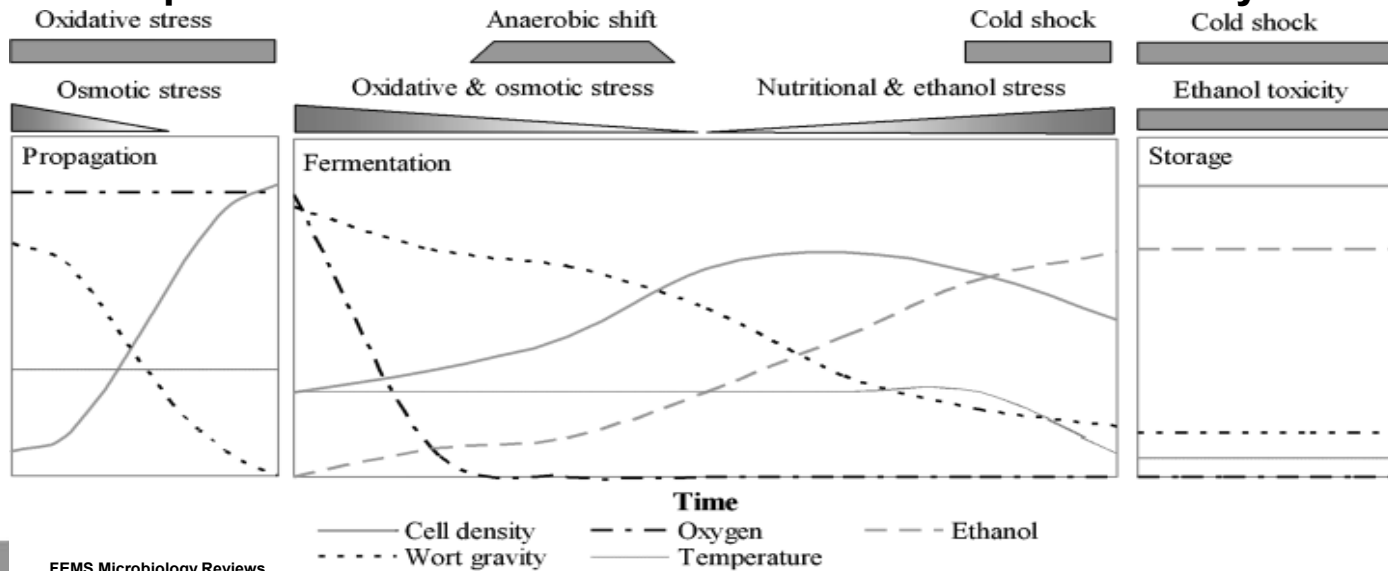 Oxidative stress
Anaerobic shift
Cold shock
Cold shock
Osmotic stress
Oxidative & osmotic stress
Nutritional & ethanol stress
Ethanol toxicity
Propagation
Fermentation
Storage
Time
Cell density
Oxygen
Ethanol
Wort gravity
Temperature
FEMS Microbiology Reviews